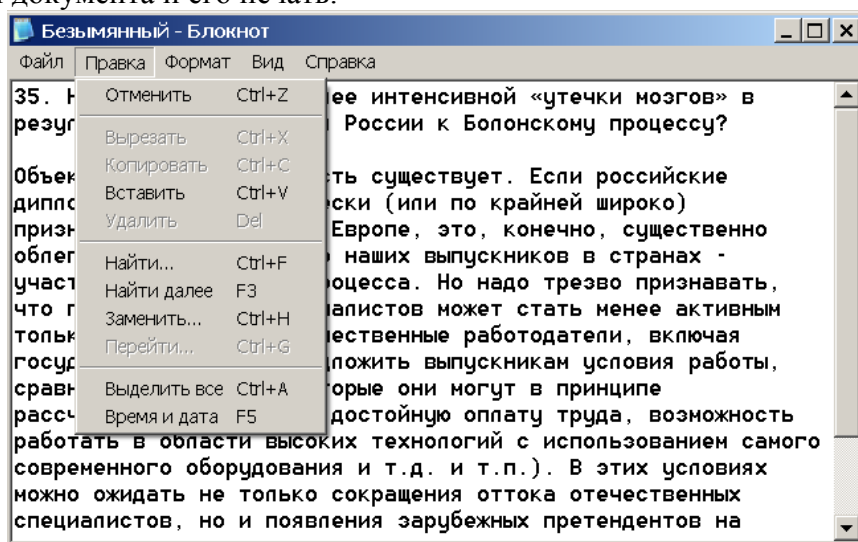 документа и его печать.
Безымянный - Блокнот
Файл Правка Формат Вид Справка
Отменить Ctrl+Z
Вырезать Ctrl+X
Копировать Ctrl+C
Вставить Ctrl+V
Удалить Del
Найти... Ctrl+F
Найти далее F3
Заменить... Ctrl+H
Перейти... Ctrl+G
Выделить все Ctrl+A
Время и дата F5
35. ее интенсивной «утечки мозгов» в
резул России к Болонскому процессу?
Объек ть существует. Если российские
дипло ски (или по крайней широко)
призн Европе, это, конечно, существенно
облег наших выпускников в странах -
участ оцесса. Но надо трезво признавать,
что алистов может стать менее активным
тольк ественные работодатели, включая
госуд ложить выпускникам условия работы,
сравн орые они могут в принципе
рассч достойную оплату труда, возможность
работать в области высоких технологий с использованием самого
современного оборудования и т.д. и т.п.). В этих условиях
можно ожидать не только сокращения оттока отечественных
специалистов, но и появления зарубежных претендентов на